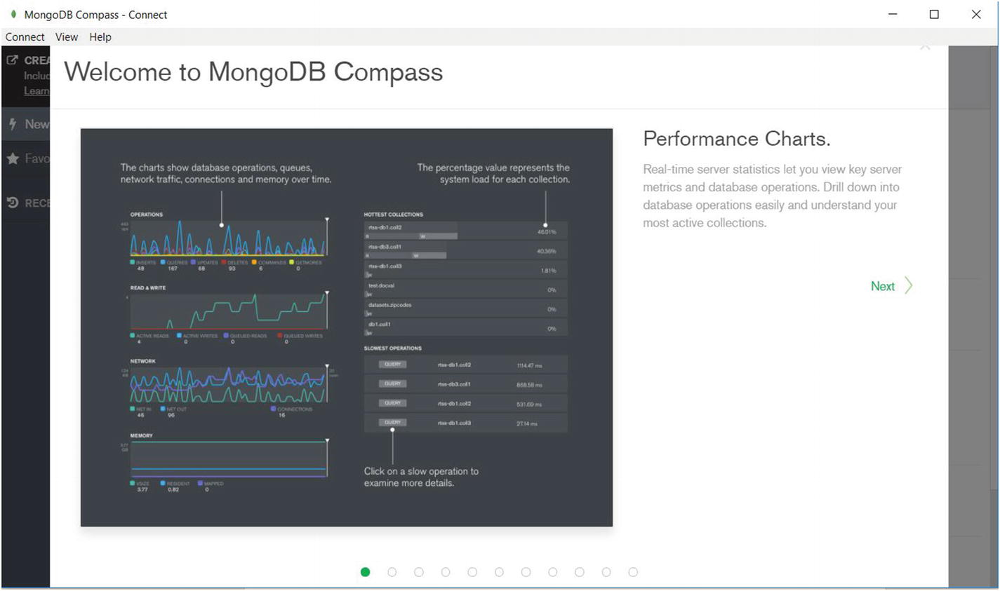 MongoDB Compass - Connect
Connect View Help
CREA
Includ
Learn
New
Favo
RECE
Welcome to MongoDB Compass
The charts show database operations, queues,
network traffic, connections and memory over time.
The percentage value represents the
system load for each collection.
OPERATIONS
INSERTS QUERIES UPDATES DELETES COMMANDS GETMORES
48 167 68 93 6 0
READ & WRITE
4
ACTIVE READS ACTIVE WRITES QUEUED READS QUEUED WRITES
4 0 0 0
NETWORK
NET IN NET OUT CONNECTIONS
46 96 16
MEMORY
3.77
GB
VSIZE RESIDENT MAPPED
3.77 0.82 0
HOTTEST COLLECTIONS
rtss-db1.coll2 46.01%
R W
rtss-db3.coll1 40.36%
R W
rtss-db1.coll3 1.81%
W
test.docval 0%
W
datasets.zipcodes 0%
W
db1.coll1 0%
W
SLOWEST OPERATIONS
QUERY rtss-db1.coll2 1114.47 ms
QUERY rtss-db3.coll1 868.58 ms
QUERY rtss-db1.coll2 531.69 ms
QUERY rtss-db1.coll3 27.14 ms
Click on a slow operation to
examine more details.
Performance Charts.
Real-time server statistics let you view key server
metrics and database operations. Drill down into
database operations easily and understand your
most active collections.
Next